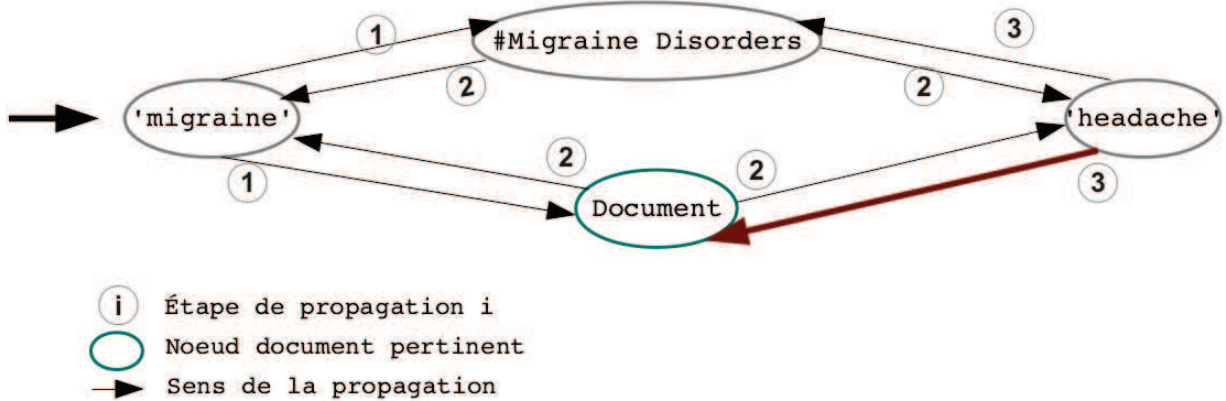 1
#Migraine Disorders
3
2
2
'migraine'
'headache'
2
2
1
3
Document
i Étape de propagation i
Noeud document pertinent
Sens de la propagation